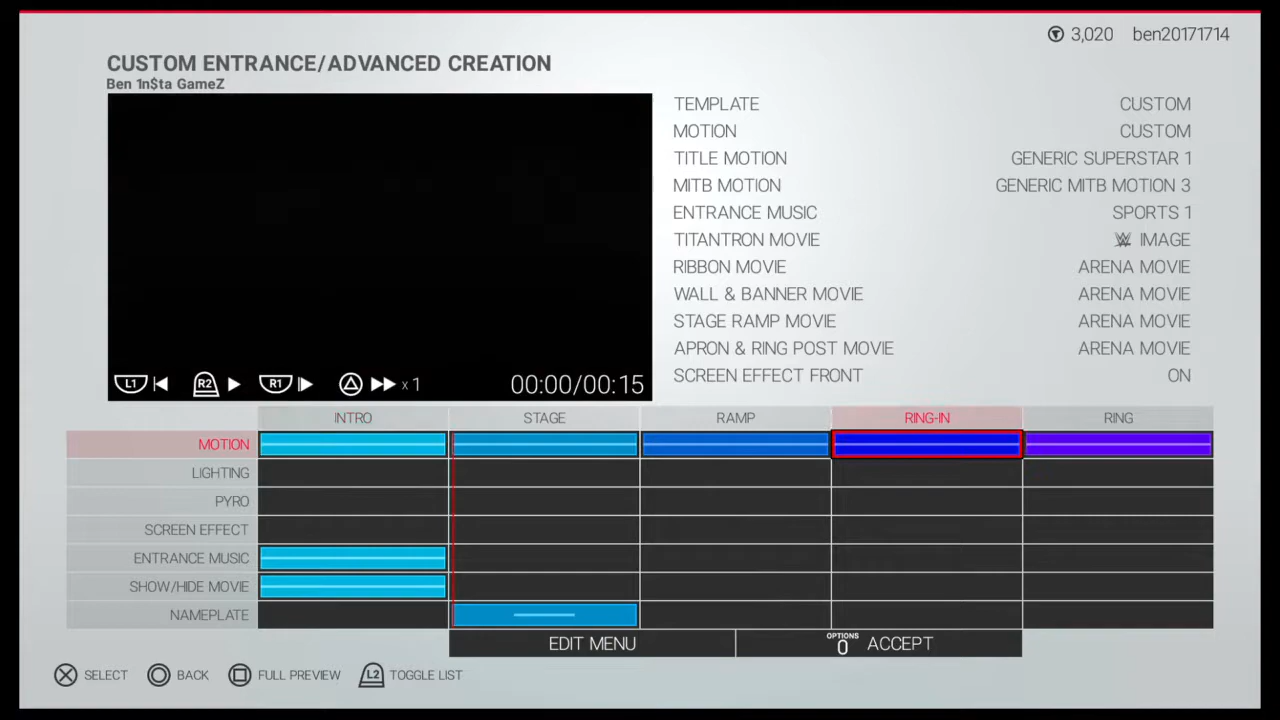 3,020 ben20171714
CUSTOM ENTRANCE/ADVANCED CREATION
Ben 1n$ta GameZ
TEMPLATE CUSTOM
MOTION CUSTOM
TITLE MOTION GENERIC SUPERSTAR 1
MITB MOTION GENERIC MITB MOTION 3
ENTRANCE MUSIC SPORTS 1
TITANTRON MOVIE W IMAGE
RIBBON MOVIE ARENA MOVIE
WALL & BANNER MOVIE ARENA MOVIE
STAGE RAMP MOVIE ARENA MOVIE
APRON & RING POST MOVIE ARENA MOVIE
SCREEN EFFECT FRONT ON
L1 R2 R1 x 1 00:00/00:15
INTRO STAGE RAMP RING-IN RING
MOTION
LIGHTING
PYRO
SCREEN EFFECT
ENTRANCE MUSIC
SHOW/HIDE MOVIE
NAMEPLATE
EDIT MENU OPTIONS ACCEPT
SELECT BACK FULL PREVIEW L2 TOGGLE LIST